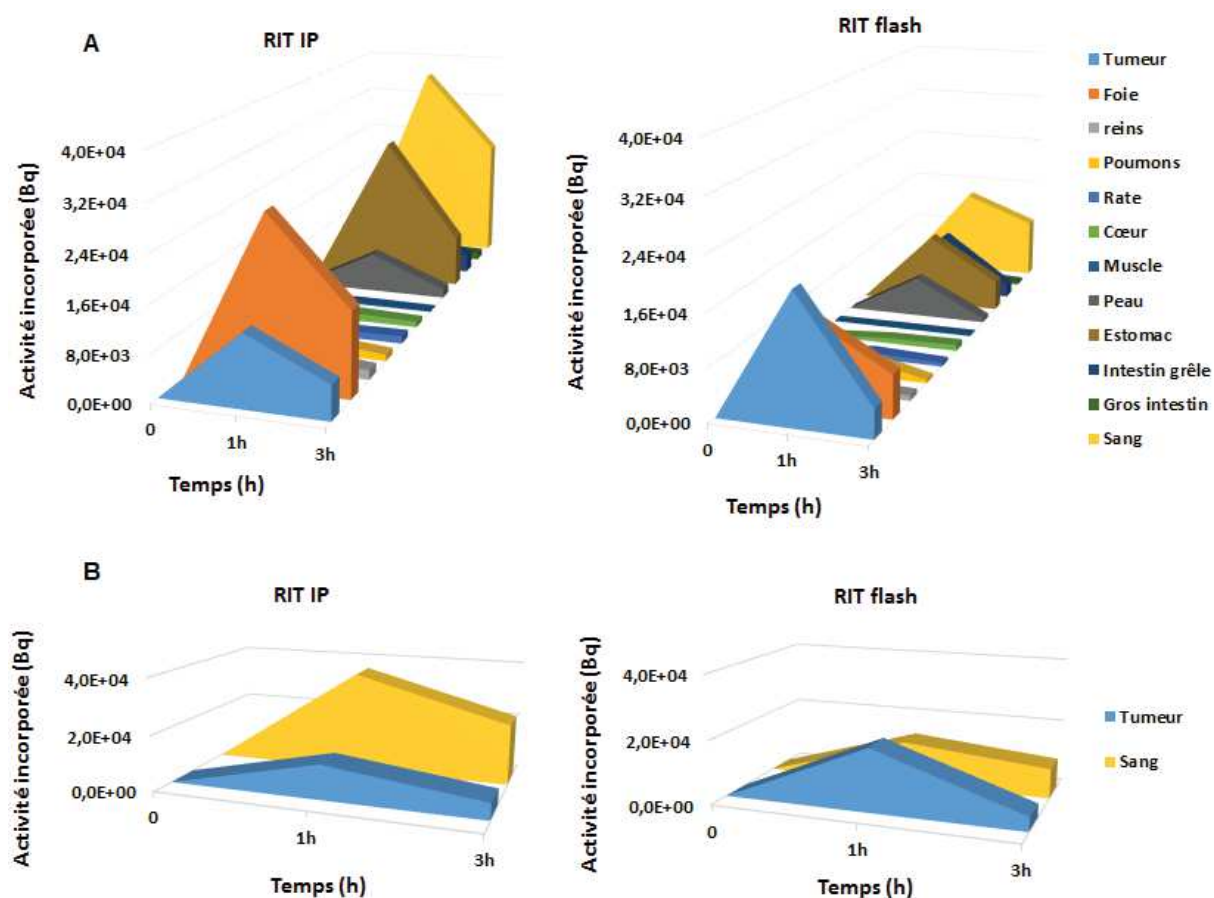 A
RIT IP
Activité incorporée (Bq)
4,0E+04
3,2E+04
2,4E+04
1,6E+04
8,0E+03
0,0E+00
0
1h
3h
Temps (h)
RIT flash
Activité incorporée (Bq)
4,0E+04
3,2E+04
2,4E+04
1,6E+04
8,0E+03
0,0E+00
0
1h
3h
Temps (h)
Tumeur
Foie
reins
Poumons
Rate
Cœur
Muscle
Peau
Estomac
Intestin grêle
Gros intestin
Sang
B
RIT IP
Activité incorporée (Bq)
4,0E+04
2,0E+04
0,0E+00
0
1h
3h
Temps (h)
RIT flash
Activité incorporée (Bq)
4,0E+04
2,0E+04
0,0E+00
0
1h
3h
Temps (h)
Tumeur
Sang